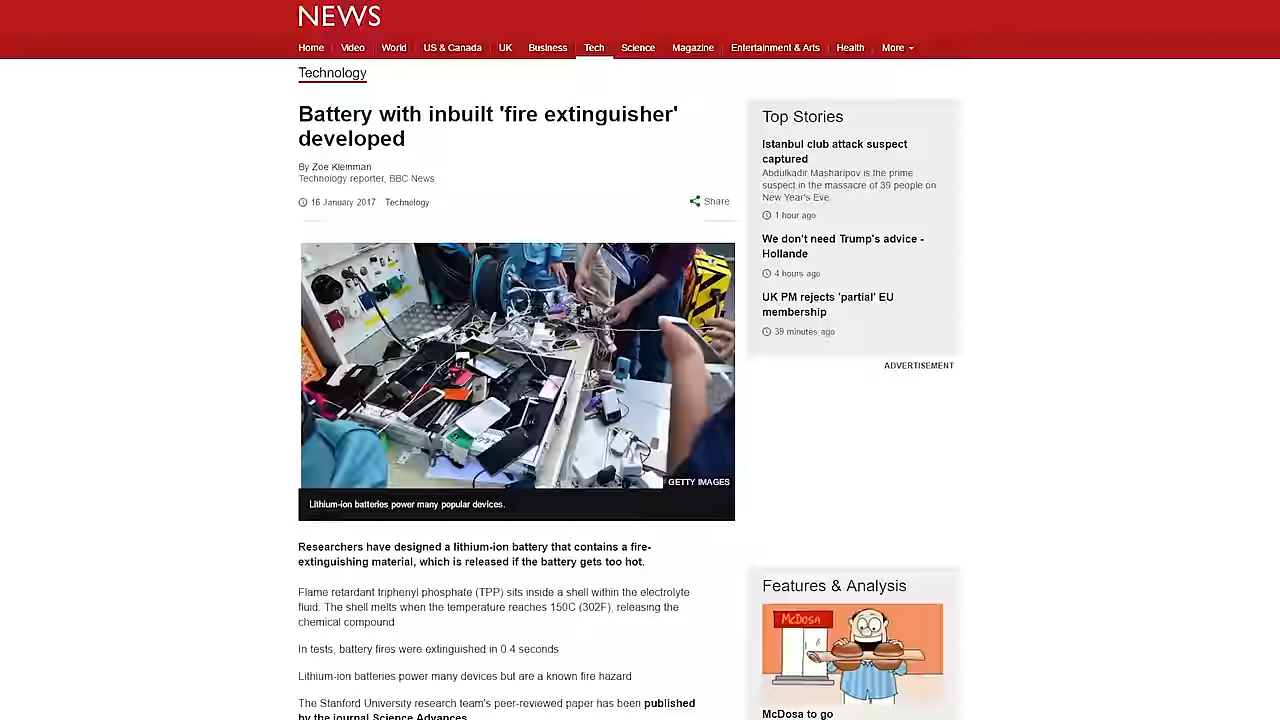 NEWS
Home
Video
World
US & Canada
UK
Business
Tech
Science
Magazine
Entertainment & Arts
Health
More
Technology
Battery with inbuilt 'fire extinguisher'
developed
By Zoe Kleinman
Technology reporter, BBC News
16 January 2017
Technology
Share
GETTY IMAGES
Lithium-ion batteries power many popular devices.
Researchers have designed a lithium-ion battery that contains a fire-
extinguishing material, which is released if the battery gets too hot.
Flame retardant triphenyl phosphate (TPP) sits inside a shell within the electrolyte
fluid. The shell melts when the temperature reaches 150C (302F), releasing the
chemical compound
In tests, battery fires were extinguished in 0.4 seconds
Lithium-ion batteries power many devices but are a known fire hazard
The Stanford University research team's peer-reviewed paper has been published
by the journal Science Advances
Top Stories
Istanbul club attack suspect
captured
Abdulkadir Masharipov is the prime
suspect in the massacre of 39 people on
New Year's Eve
1 hour ago
We don't need Trump's advice -
Hollande
4 hours ago
UK PM rejects 'partial' EU
membership
39 minutes ago
ADVERTISEMENT
Features & Analysis
McDOSA
McDosa to go